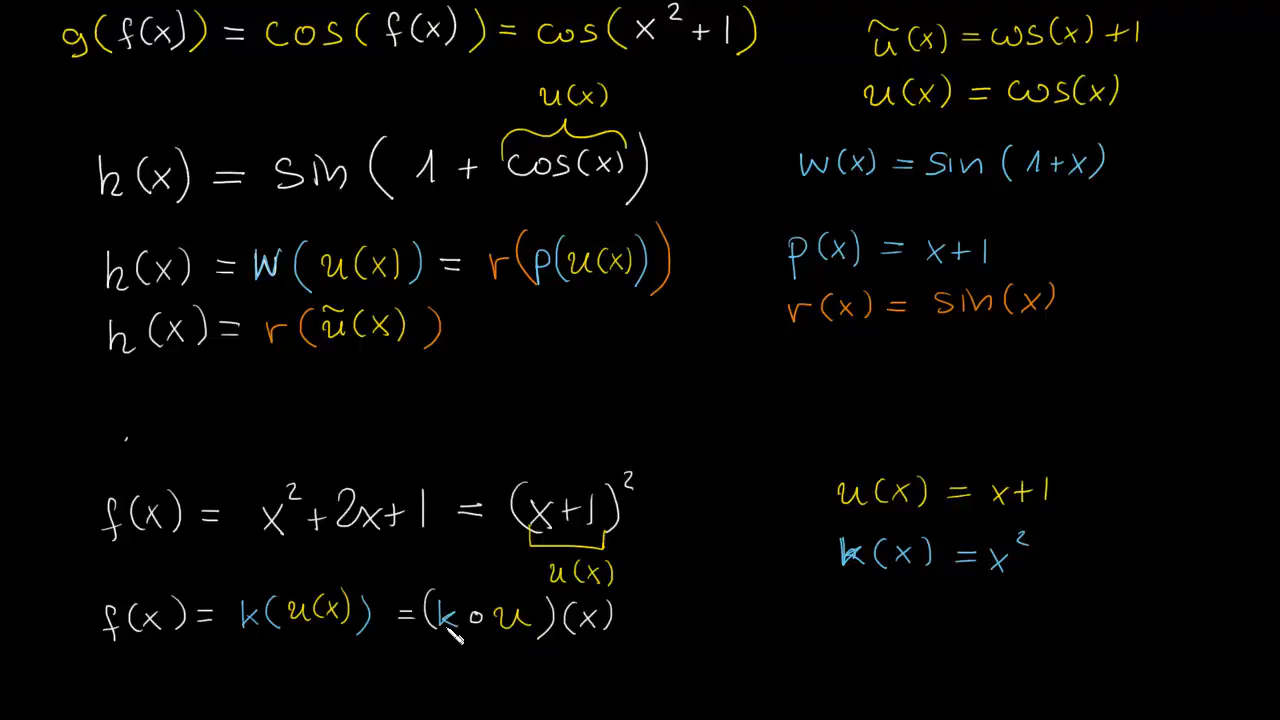 g(f(x)) = cos(f(x)) = cos(x² + 1)
ũ(x) = cos(x) + 1
u(x) = cos(x)
u(x)
h(x) = sin(1 + cos(x))
w(x) = sin(1+x)
h(x) = w(u(x)) = r(p(u(x)))
p(x) = x+1
h(x) = r(ũ(x))
r(x) = sin(x)
f(x) = x² + 2x + 1 = (x+1)²
u(x) = x+1
u(x)
k(x) = x²
f(x) = k(u(x)) = (k ∘ u)(x)